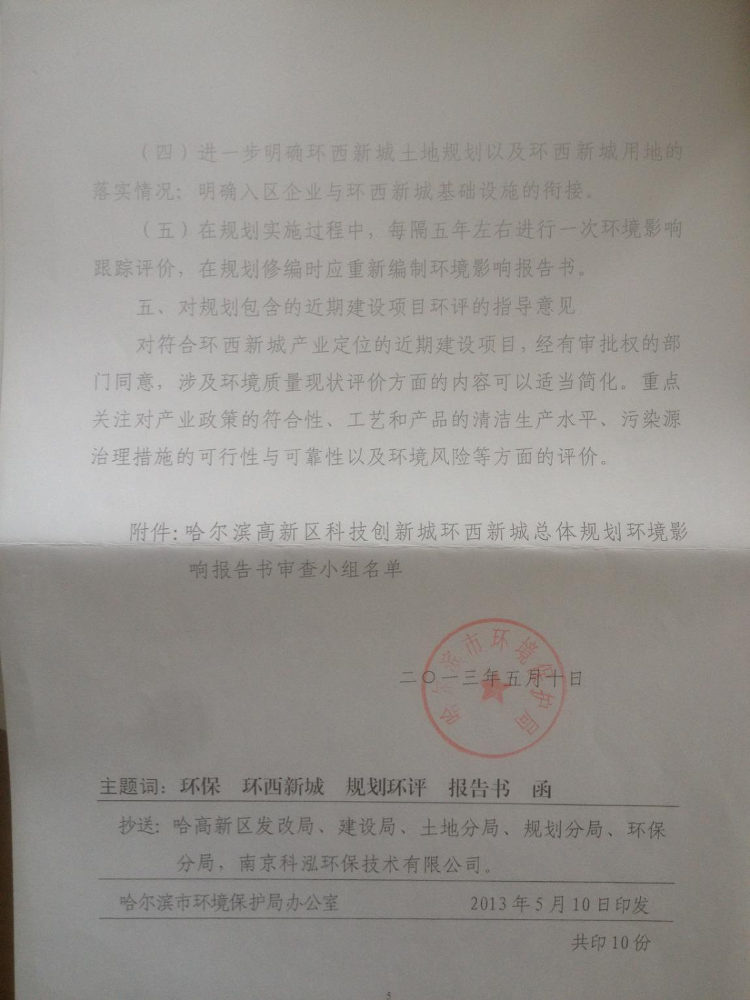 （四）进一步明确环西新城土地规划以及环西新城用地的
落实情况；明确入区企业与环西新城基础设施的衔接。
（五）在规划实施过程中，每隔五年左右进行一次环境影响
跟踪评价，在规划修编时应重新编制环境影响报告书。
五、对规划包含的近期建设项目环评的指导意见
对符合环西新城产业定位的近期建设项目，经有审批权的部
门同意，涉及环境质量现状评价方面的内容可以适当简化。重点
关注对产业政策的符合性、工艺和产品的清洁生产水平、污染源
治理措施的可行性与可靠性以及环境风险等方面的评价。
附件：哈尔滨高新区科技创新城环西新城总体规划环境影
响报告书审查小组名单
哈尔滨市环境保护局
二〇一三年五月十日
主题词：环保 环西新城 规划环评 报告书 函
抄送：哈高新区发改局、建设局、土地分局、规划分局、环保
分局，南京科泓环保技术有限公司。
哈尔滨市环境保护局办公室 2013年5月10日印发
共印10份
5